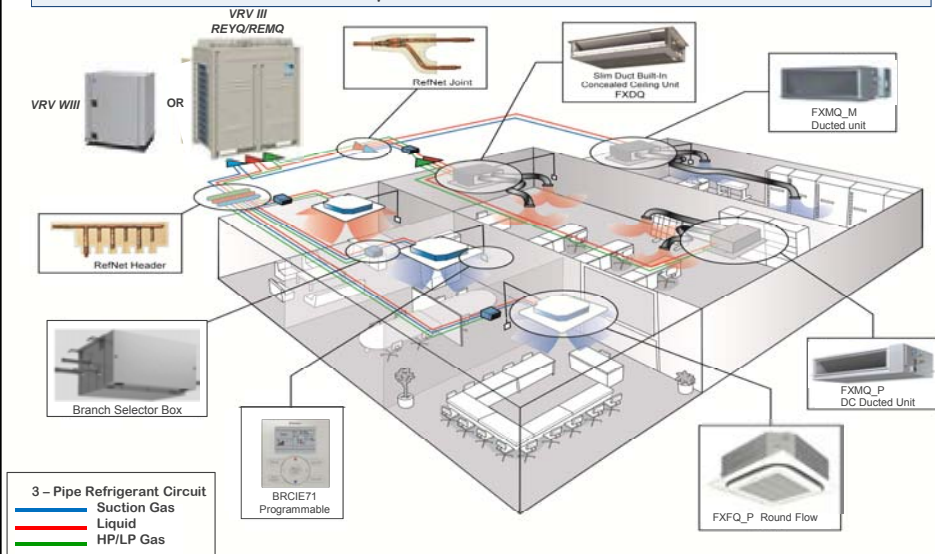 VRV III
REYQ/REMQ
VRV WIII
OR
RefNet Joint
Slim Duct Built-In
Concealed Ceiling Unit
FXDQ
FXMQ_M
Ducted unit
RefNet Header
Branch Selector Box
BRCIE71
Programmable
FXMQ_P
DC Ducted Unit
FXFQ_P Round Flow
3 – Pipe Refrigerant Circuit
Suction Gas
Liquid
HP/LP Gas